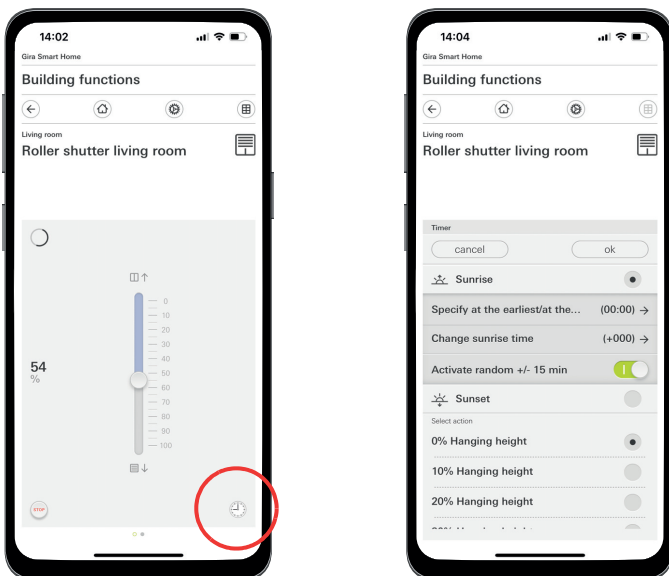 14:02
Gira Smart Home
Building functions
Living room
Roller shutter living room
0
10
20
30
40
50
60
70
80
90
100
54
%
STOP
14:04
Gira Smart Home
Building functions
Living room
Roller shutter living room
Timer
cancel
ok
Sunrise
Specify at the earliest/at the... (00:00) →
Change sunrise time (+000) →
Activate random +/- 15 min
Sunset
Select action
0% Hanging height
10% Hanging height
20% Hanging height